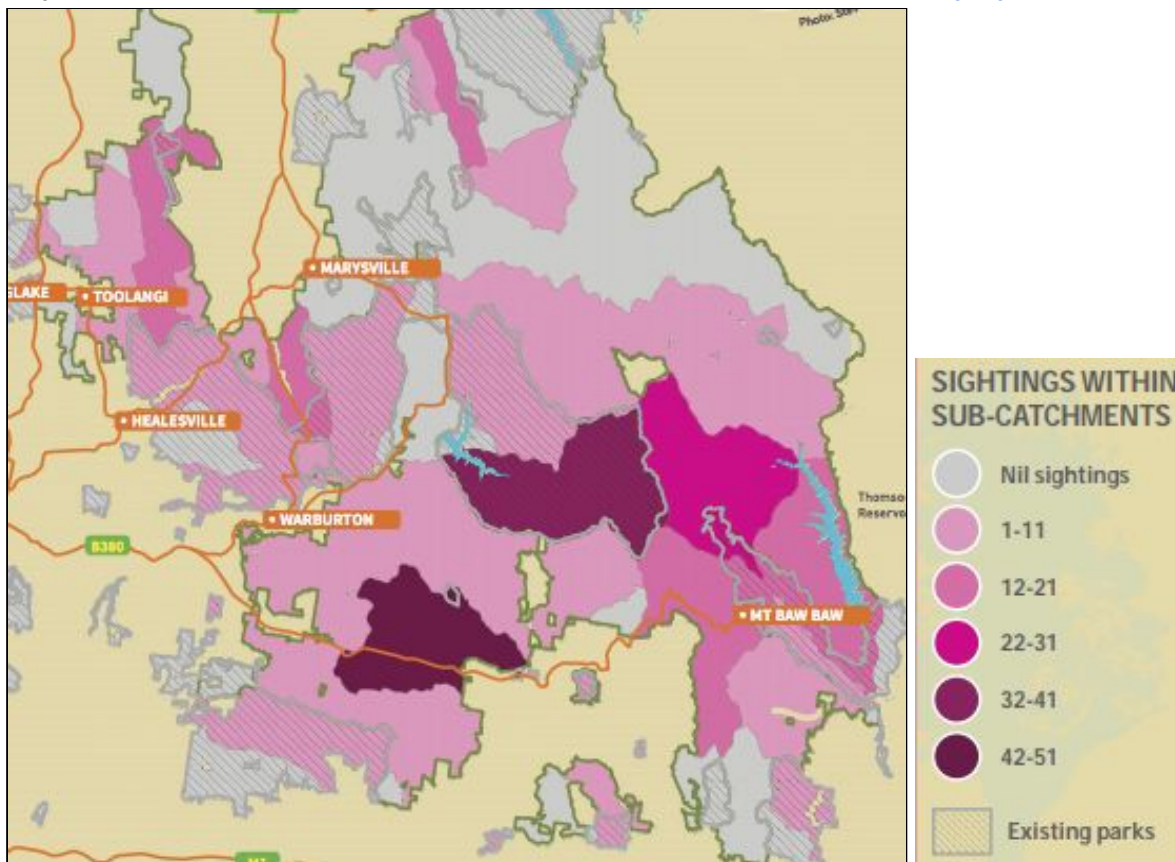 MARYSVILLE
GLAKE
TOOLANGI
HEALESVILLE
WARBURTON
B380
Thomso
Reservo
MT BAW BAW
SIGHTINGS WITHIN
SUB-CATCHMENTS
Nil sightings
1-11
12-21
22-31
32-41
42-51
Existing parks